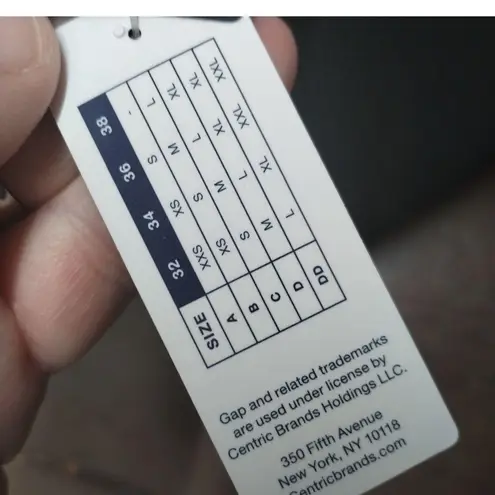 SIZE 32 34 36 38
A XXS XS S -
B XS S M L
C S M L XL
D M L XL XL
DD L XL XXL XXL
Gap and related trademarks
are used under license by
Centric Brands Holdings LLC.
350 Fifth Avenue
New York, NY 10118
Centricbrands.com